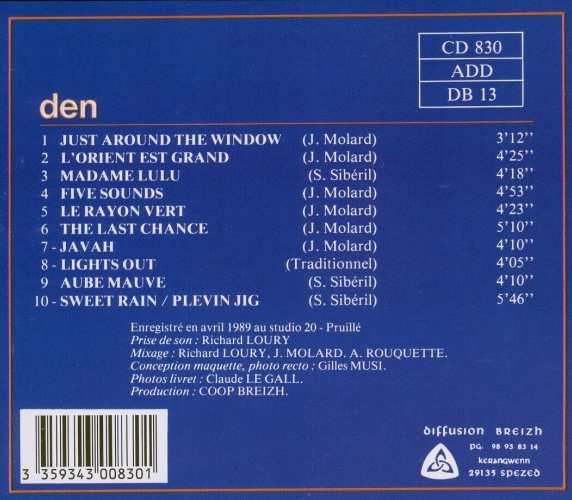 CD 830
ADD
DB 13
den
1 JUST AROUND THE WINDOW (J. Molard) 3'12''
2 L'ORIENT EST GRAND (J. Molard) 4'25''
3 MADAME LULU (S. Sibéril) 4'18''
4 FIVE SOUNDS (J. Molard) 4'53''
5 LE RAYON VERT (J. Molard) 4'23''
6 THE LAST CHANCE (J. Molard) 5'10''
7 - JAVAH (J. Molard) 4'10''
8 - LIGHTS OUT (Traditionnel) 4'05''
9 AUBE MAUVE (S. Sibéril) 4'10''
10 - SWEET RAIN / PLEVIN JIG (S. Sibéril) 5'46''
Enregistré en avril 1989 au studio 20 - Pruillé
Prise de son : Richard LOURY
Mixage : Richard LOURY, J. MOLARD. A. ROUQUETTE.
Conception maquette, photo recto : Gilles MUSI.
Photos livret : Claude LE GALL.
Production : COOP BREIZH.
3 359343 008301
DIFFUSION BREIZH
PG. 98 93 83 14
KERANGWENN
29135 SPEZED